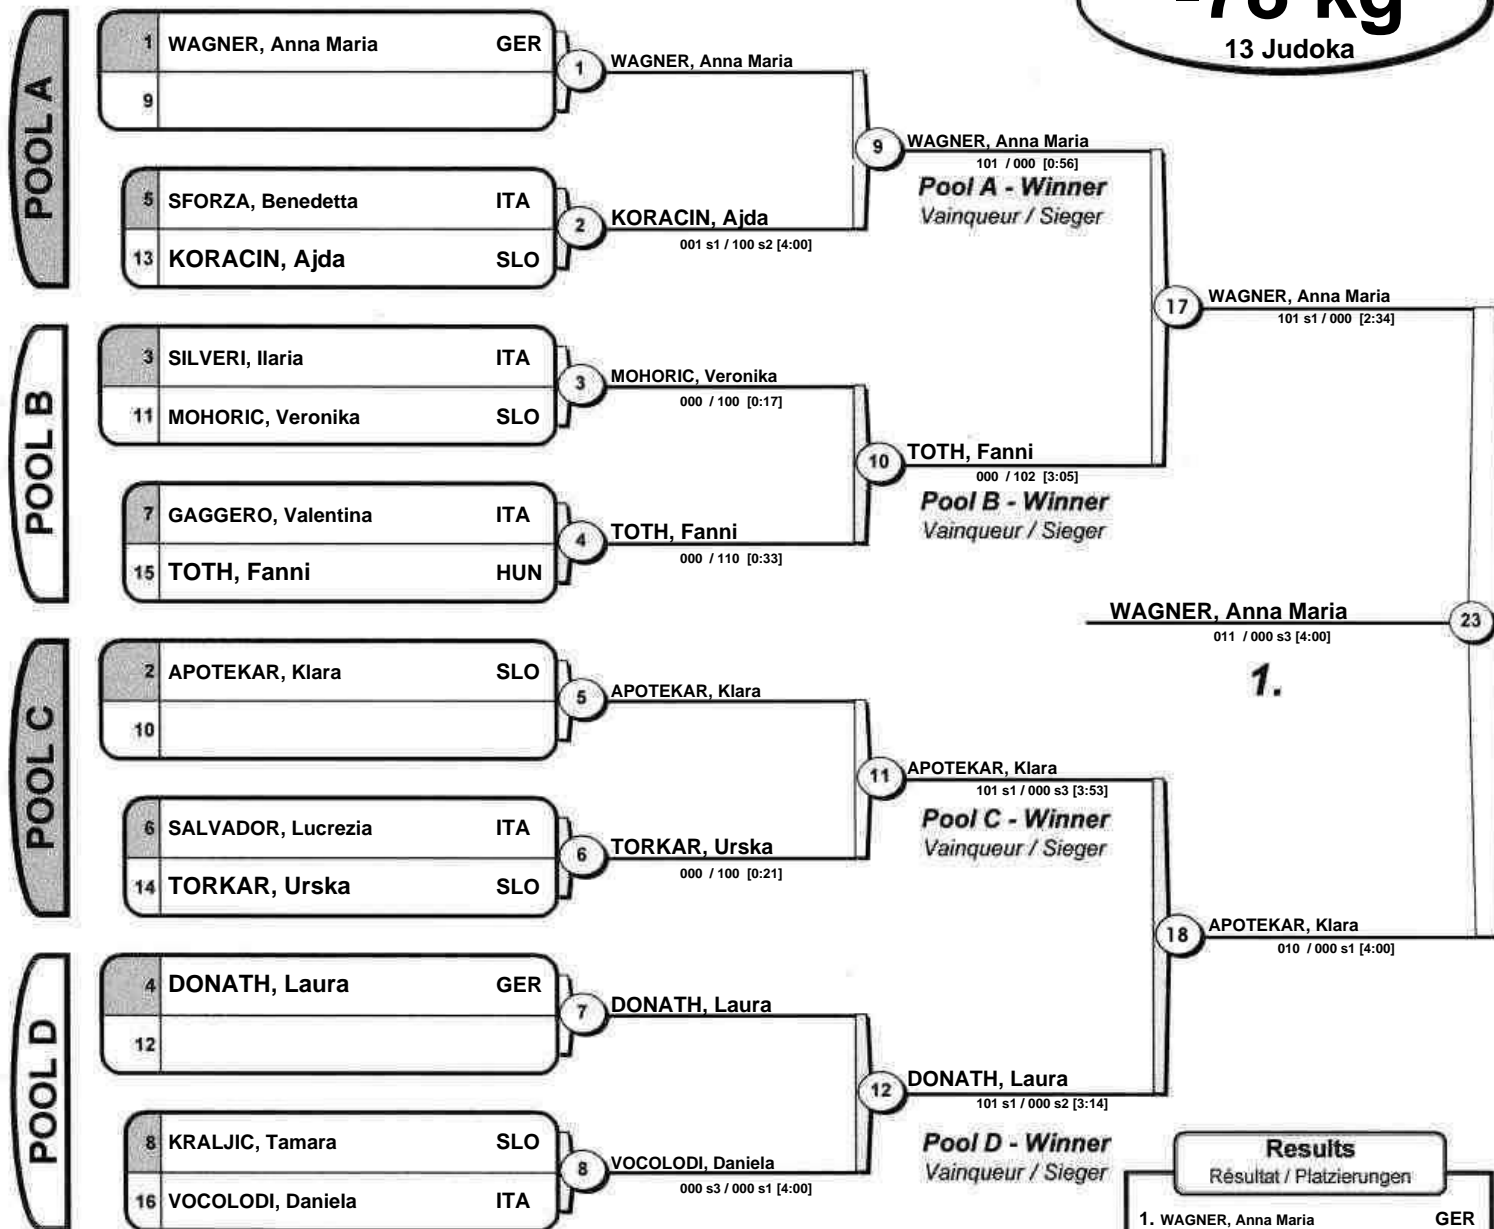 -78 kg
13 Judoka
POOL A
1 WAGNER, Anna Maria GER
9
1
WAGNER, Anna Maria
5 SFORZA, Benedetta ITA
13 KORACIN, Ajda SLO
2
KORACIN, Ajda
001 s1 / 100 s2 [4:00]
9
WAGNER, Anna Maria
101 / 000 [0:56]
Pool A - Winner
Vainqueur / Sieger
POOL B
3 SILVERI, Ilaria ITA
11 MOHORIC, Veronika SLO
3
MOHORIC, Veronika
000 / 100 [0:17]
7 GAGGERO, Valentina ITA
15 TOTH, Fanni HUN
4
TOTH, Fanni
000 / 110 [0:33]
10
TOTH, Fanni
000 / 102 [3:05]
Pool B - Winner
Vainqueur / Sieger
17
WAGNER, Anna Maria
101 s1 / 000 [2:34]
WAGNER, Anna Maria
011 / 000 s3 [4:00]
1.
23
POOL C
2 APOTEKAR, Klara SLO
10
5
APOTEKAR, Klara
6 SALVADOR, Lucrezia ITA
14 TORKAR, Urska SLO
6
TORKAR, Urska
000 / 100 [0:21]
11
APOTEKAR, Klara
101 s1 / 000 s3 [3:53]
Pool C - Winner
Vainqueur / Sieger
18
APOTEKAR, Klara
010 / 000 s1 [4:00]
POOL D
4 DONATH, Laura GER
12
7
DONATH, Laura
8 KRALJIC, Tamara SLO
16 VOCOLODI, Daniela ITA
8
VOCOLODI, Daniela
000 s3 / 000 s1 [4:00]
12
DONATH, Laura
101 s1 / 000 s2 [3:14]
Pool D - Winner
Vainqueur / Sieger
Results
Résultat / Platzierungen
1. WAGNER, Anna Maria GER